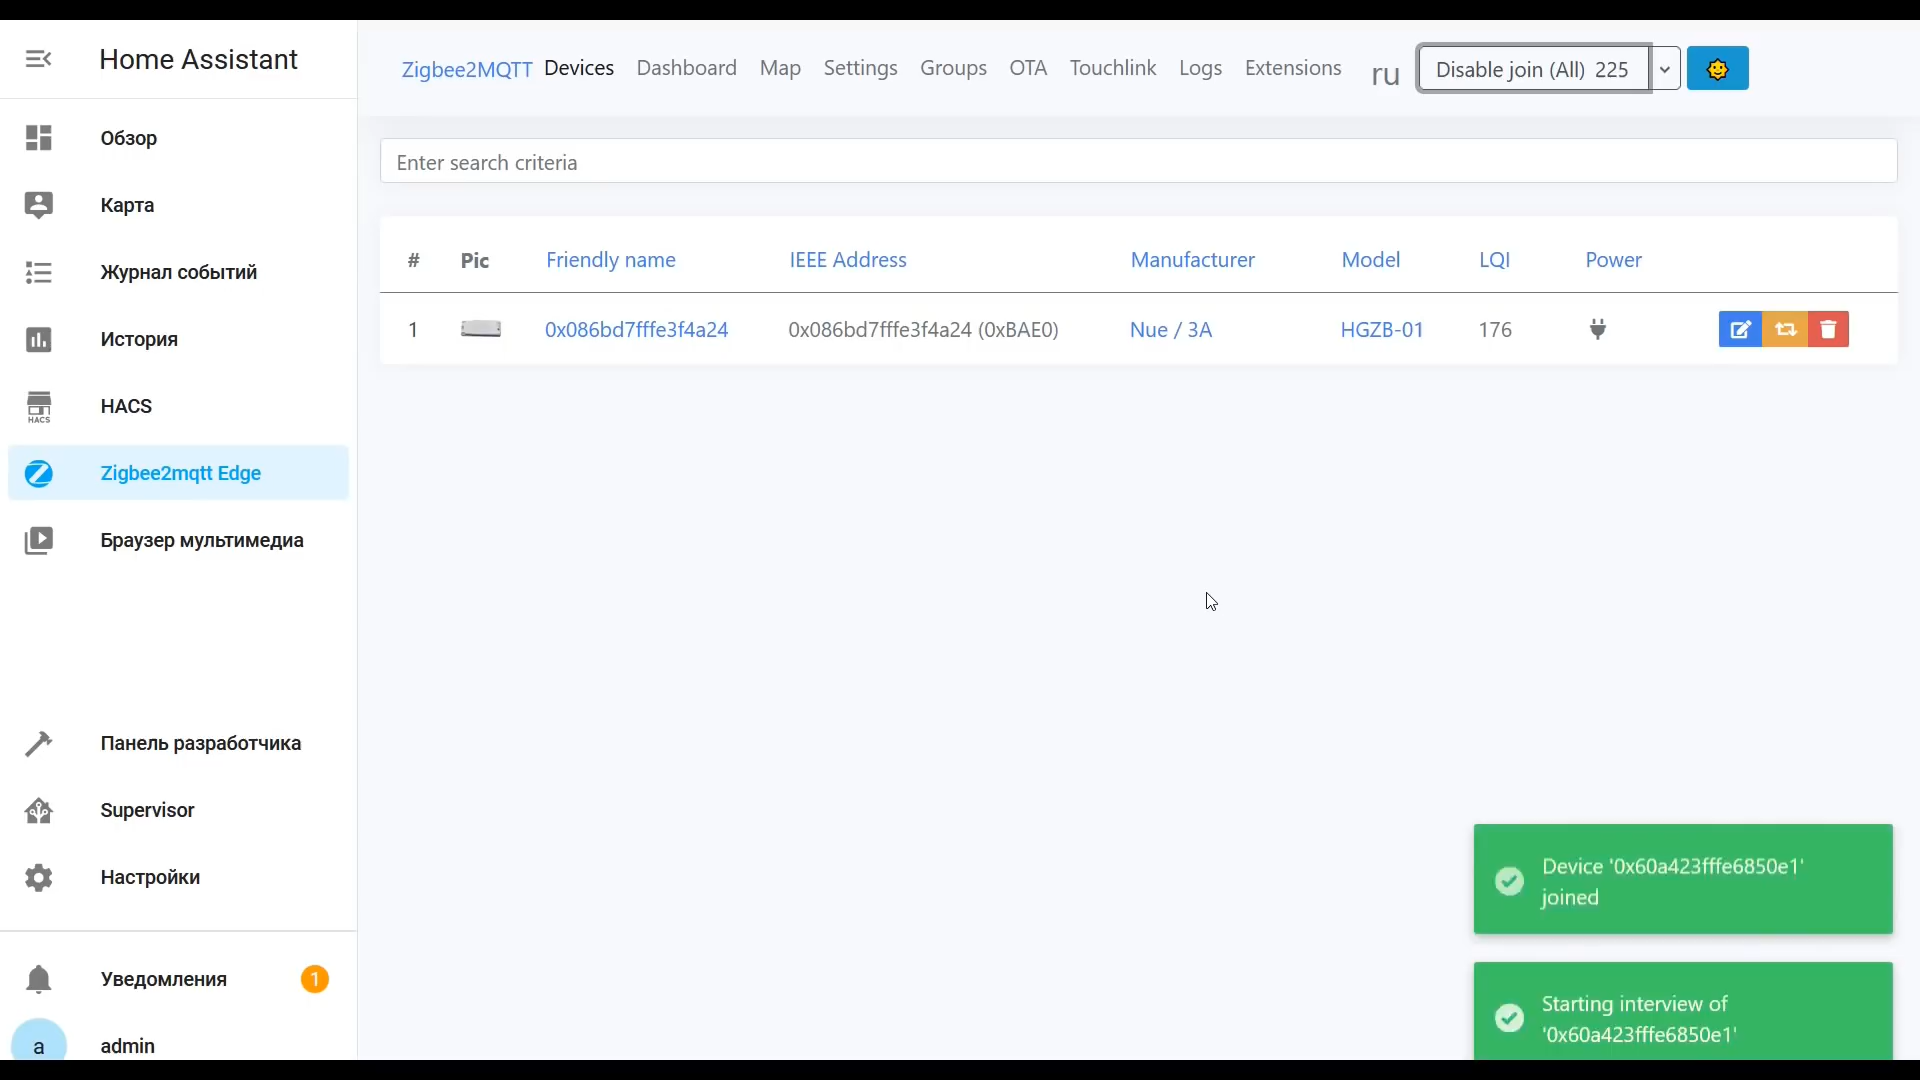 Home Assistant
Обзор
Карта
Журнал событий
История
HACS
HACS
Zigbee2mqtt Edge
Браузер мультимедиа
Панель разработчика
Supervisor
Настройки
Уведомления 1
a admin
Zigbee2MQTT Devices Dashboard Map Settings Groups OTA Touchlink Logs Extensions ru Disable join (All) 225
Enter search criteria
# Pic Friendly name IEEE Address Manufacturer Model LQI Power
1 0x086bd7fffe3f4a24 0x086bd7fffe3f4a24 (0xBAE0) Nue / 3A HGZB-01 176
Device '0x60a423fffe6850e1'
joined
Starting interview of
'0x60a423fffe6850e1'